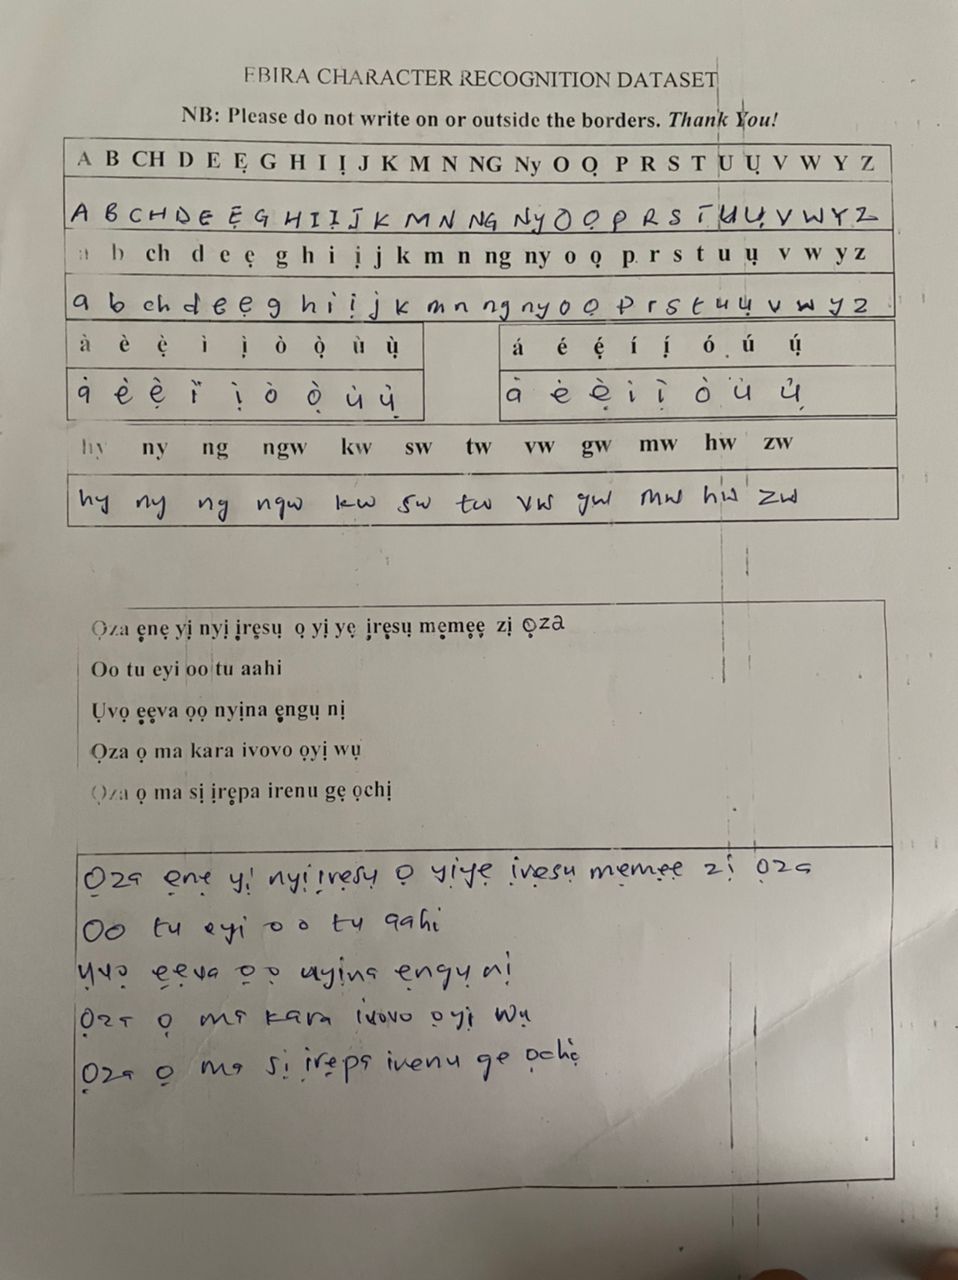 EBIRA CHARACTER RECOGNITION DATASET
NB: Please do not write on or outside the borders. Thank You!
A B CH D E Ẹ G H I Ị J K M N NG Ny O Ọ P R S T U Ụ V W Y Z
A B C H D E Ẹ G H I Ị J K M N NG Ny O Ọ P R S T U Ụ V W Y Z
a b ch d e ẹ g h i ị j k m n ng ny o ọ p r s t u ụ v w y z
a b ch d e ẹ g h i ị j k m n ng ny o ọ p r s t u ụ v w y z
à è ẹ̀ ì ị̀ ò ọ̀ ù ụ̀ á é ẹ́ í ị́ ó ú ụ́
à è ẹ̀ ï ị̀ ò ọ̀ ù ụ̀ à è ẹ̀ ì ị̀ ò ù ụ̉
hy ny ng ngw kw sw tw vw gw mw hw zw
hy ny ng ngw kw sw tw vw gw mw hw zw
Ọza ẹnẹ yị nyị ịrẹsụ ọ yị yẹ ịrẹsụ mẹmẹẹ zị ọza
Oo tu eyi oo tu aahi
Ụvọ ẹẹva ọọ nyịna ẹngụ nị
Ọza ọ ma kara ivovo ọyị wụ
Ọza ọ ma sị ịrẹpa irenu gẹ ọchị
Ọza ẹnẹ yị nyịịrẹsụ ọ yịyẹ ịrẹsụ mẹmẹẹ zị ọza
Oo tu eyi oo tu aahi
Ụvọ ẹẹva ọọ nyịna ẹngụ nị
Ọza ọ ma kara ivovo ọyị wụ
Ọza ọ ma sị ịrẹpa irenu ge ọchị